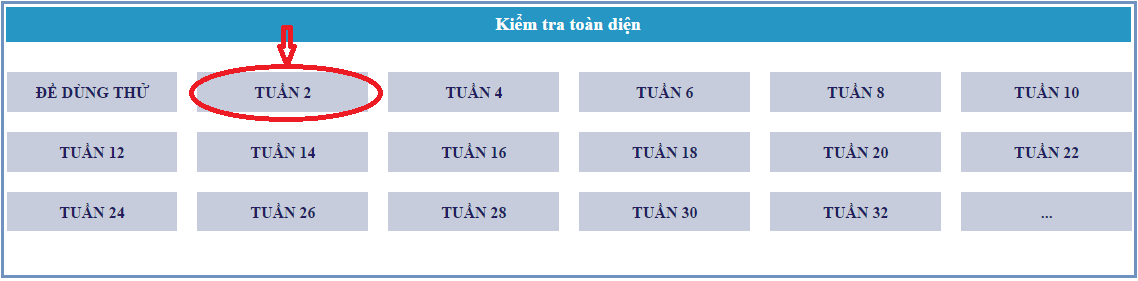 Kiểm tra toàn diện
ĐỀ DÙNG THỬ TUẦN 2 TUẦN 4 TUẦN 6 TUẦN 8 TUẦN 10
TUẦN 12 TUẦN 14 TUẦN 16 TUẦN 18 TUẦN 20 TUẦN 22
TUẦN 24 TUẦN 26 TUẦN 28 TUẦN 30 TUẦN 32 ...